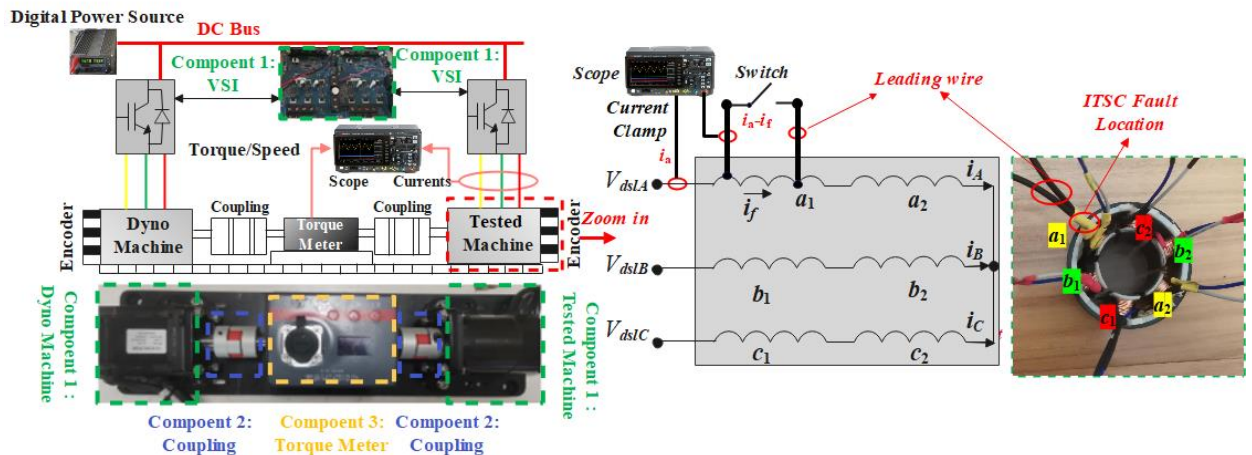 Digital Power Source
DC Bus
Compoent 1:
VSI
Compoent 1:
VSI
Torque/Speed
Scope
Currents
Encoder
Dyno
Machine
Coupling
Torque
Meter
Coupling
Tested
Machine
Encoder
Zoom in
Compoent 1 :
Dyno Machine
Compoent 1 :
Tested Machine
Compoent 2:
Coupling
Compoent 3:
Torque Meter
Compoent 2:
Coupling
Scope
Switch
Leading wire
Current
Clamp
ia-if
ITSC Fault
Location
ia
VdslA
if
a1
a2
iA
VdslB
b1
b2
iB
VdslC
c1
c2
iC
a1
c2
b2
b1
c1
a2